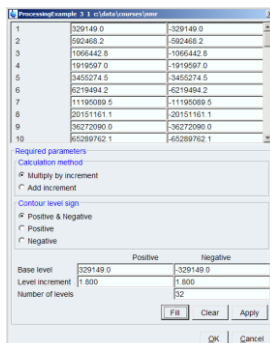 ProcessingExample 3 1 c:\data\courses\nmr
1 329149.0 -329149.0
2 592468.2 -592468.2
3 1066442.8 -1066442.8
4 1919597.0 -1919597.0
5 3455274.5 -3455274.5
6 6219494.2 -6219494.2
7 11195089.5 -11195089.5
8 20151161.1 -20151161.1
9 36272090.0 -36272090.0
10 65289762.1 -65289762.1
Required parameters
Calculation method
Multiply by increment
Add increment
Contour level sign
Positive & Negative
Positive
Negative
Positive Negative
Base level 329149.0 -329149.0
Level increment 1.800 1.800
Number of levels 32
Fill Clear Apply
OK Cancel